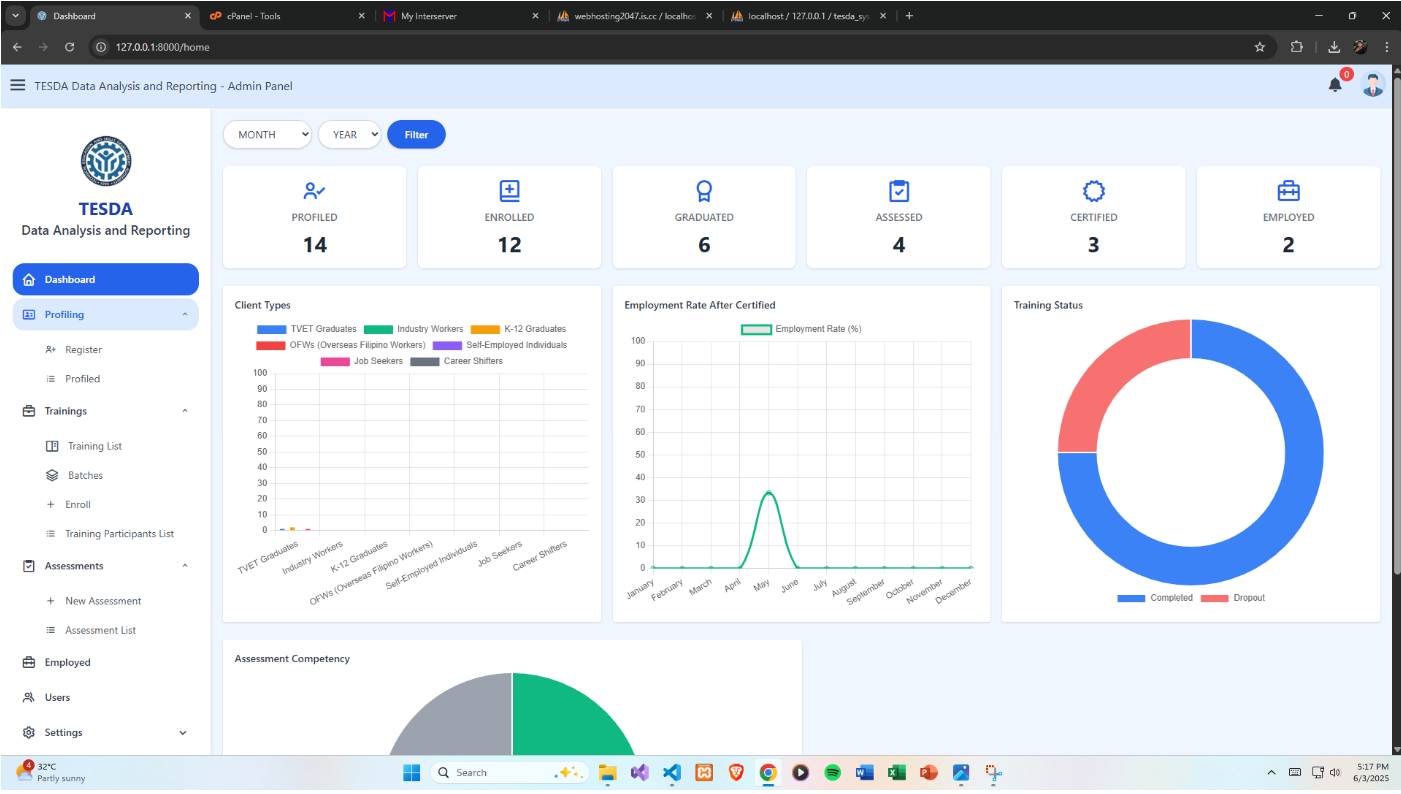 Dashboard
cPanel - Tools
My Interserver
webhosting2047.is.cc / localhos
localhost / 127.0.0.1 / tesda_sys
127.0.0.1:8000/home
TESDA Data Analysis and Reporting - Admin Panel
0
MONTH
YEAR
Filter
TESDA
Data Analysis and Reporting
Dashboard
Profiling
Register
Profiled
Trainings
Training List
Batches
Enroll
Training Participants List
Assessments
New Assessment
Assessment List
Employed
Users
Settings
PROFILED
14
ENROLLED
12
GRADUATED
6
ASSESSED
4
CERTIFIED
3
EMPLOYED
2
Client Types
TVET Graduates
Industry Workers
K-12 Graduates
OFWs (Overseas Filipino Workers)
Self-Employed Individuals
Job Seekers
Career Shifters
100
90
80
70
60
50
40
30
20
10
0
TVET Graduates
Industry Workers
K-12 Graduates
OFWs (Overseas Filipino Workers)
Self-Employed Individuals
Job Seekers
Career Shifters
Employment Rate After Certified
Employment Rate (%)
100
90
80
70
60
50
40
30
20
10
0
January
February
March
April
May
June
July
August
September
October
November
December
Training Status
Completed
Dropout
Assessment Competency
4
32°C
Partly sunny
Search
5:17 PM
6/3/2025